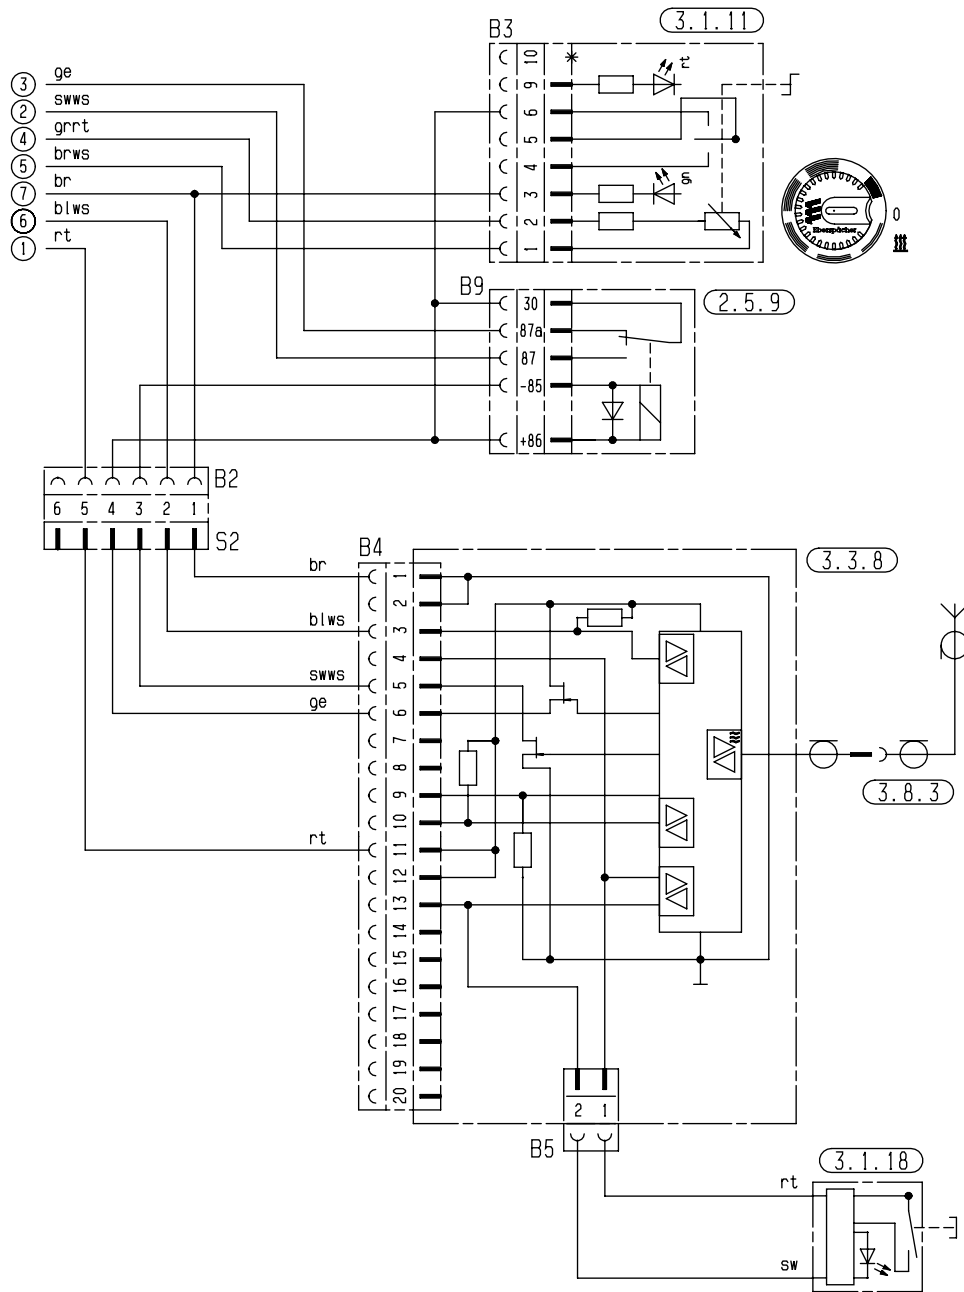 B3
3.1.11
10
9
6
5
4
3
2
1
rt
gn
3 ge
2 swws
4 grrt
5 brws
7 br
6 blws
1 rt
Eberspächer
0
B9
2.5.9
30
87a
87
-85
+86
B2
6 5 4 3 2 1
S2
B4
3.3.8
br
blws
swws
ge
rt
1
2
3
4
5
6
7
8
9
10
11
12
13
14
15
16
17
18
19
20
3.8.3
2 1
B5
3.1.18
rt
sw